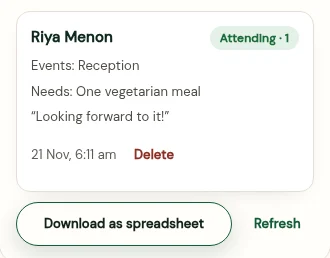 Riya Menon
Attending · 1
Events: Reception
Needs: One vegetarian meal
“Looking forward to it!”
21 Nov, 6:11 am Delete
Download as spreadsheet Refresh